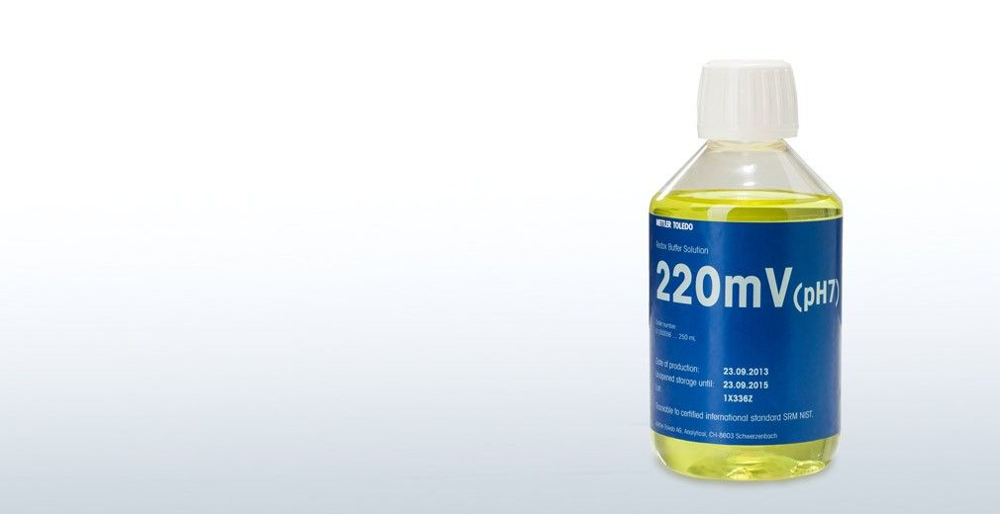 METTLER TOLEDO
Redox Buffer Solution
220mV(pH7)
Order number
... 250 mL
Date of production: 23.09.2013
Unopened storage until: 23.09.2015
Lot: 1X336Z
Traceable to certified international standard SRM NIST.
Mettler Toledo AG, Analytical, CH-8603 Schwerzenbach